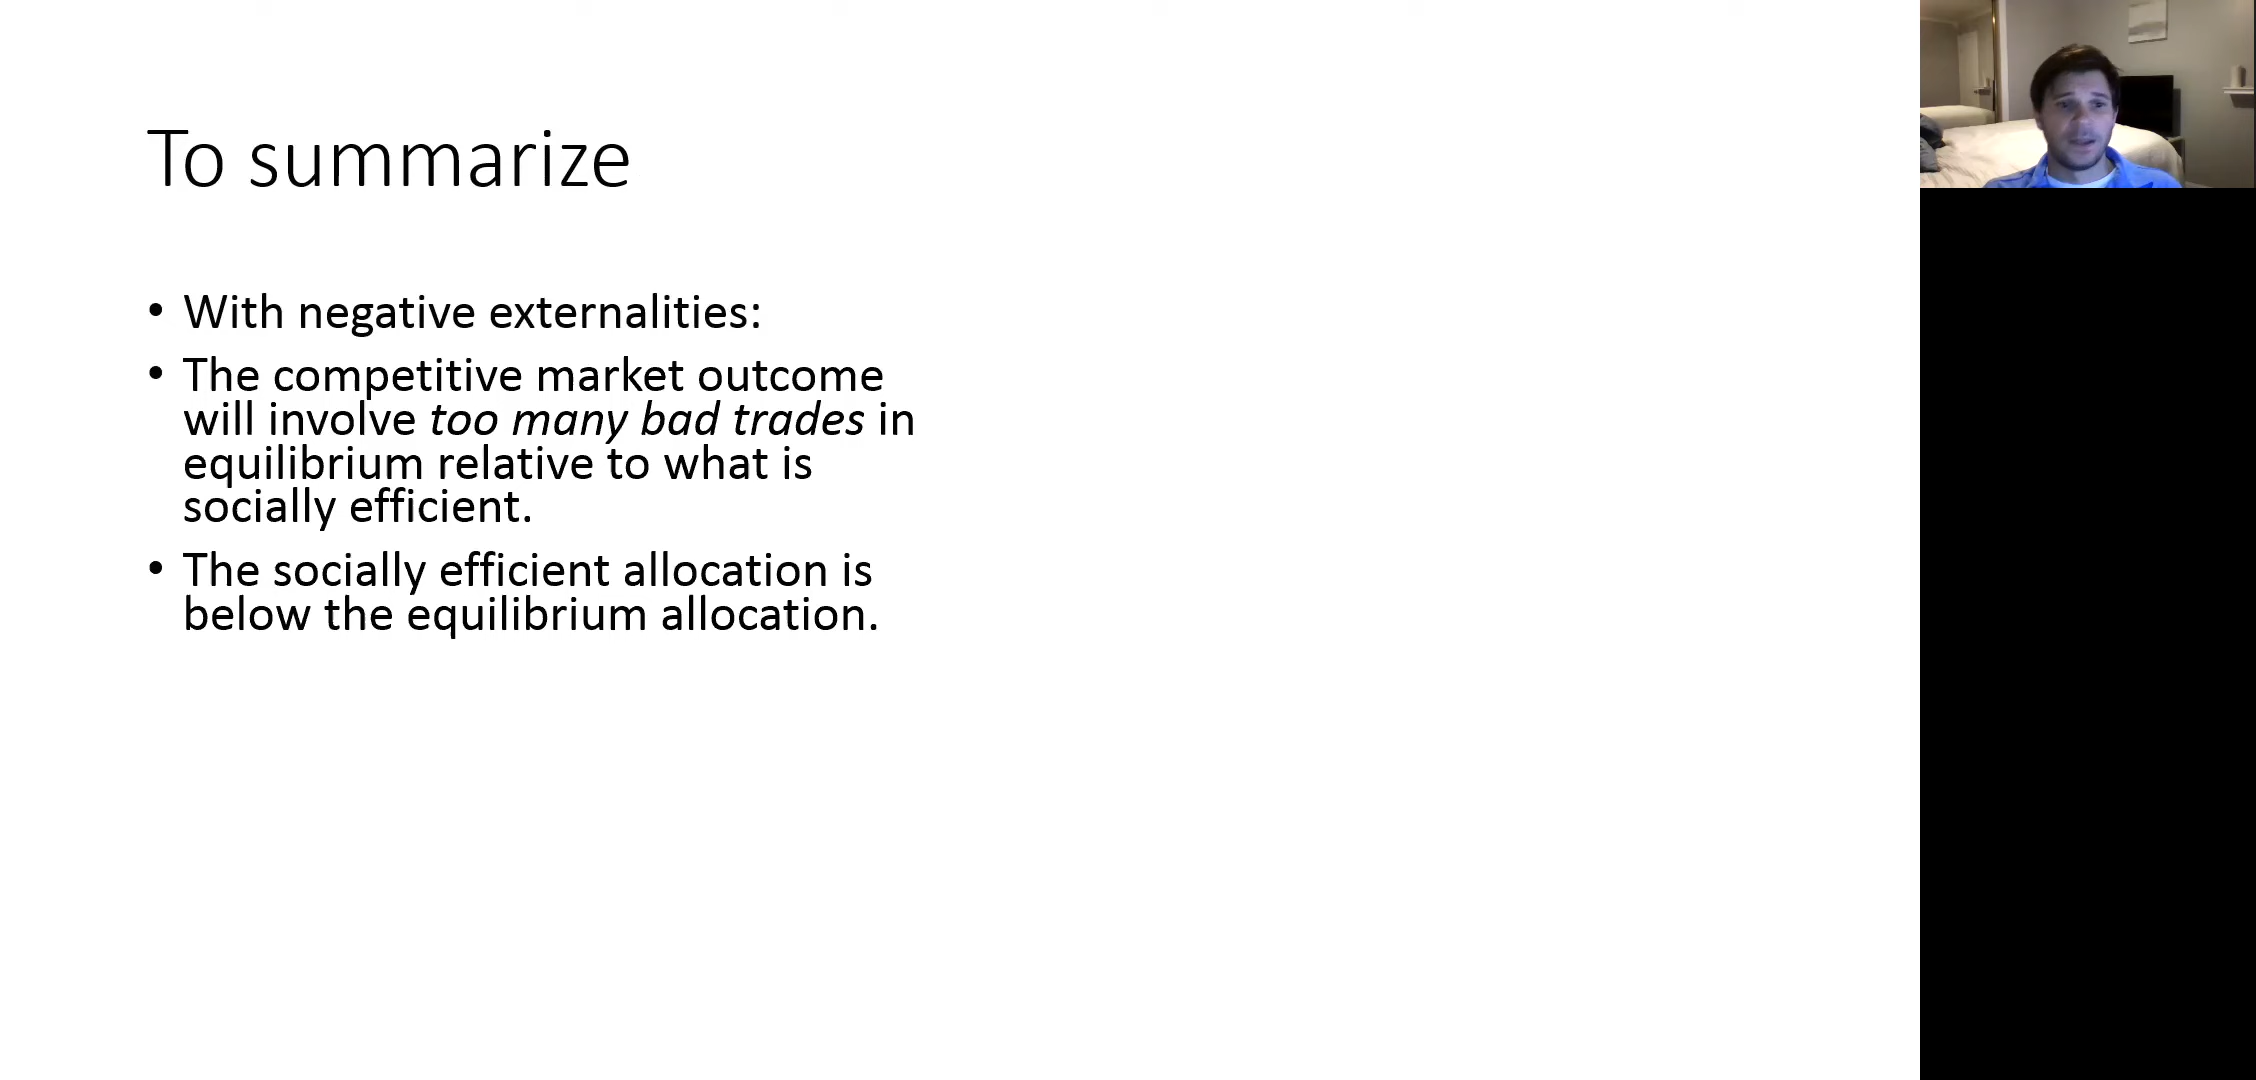 To summarize
• With negative externalities:
• The competitive market outcome
will involve too many bad trades in
equilibrium relative to what is
socially efficient.
• The socially efficient allocation is
below the equilibrium allocation.